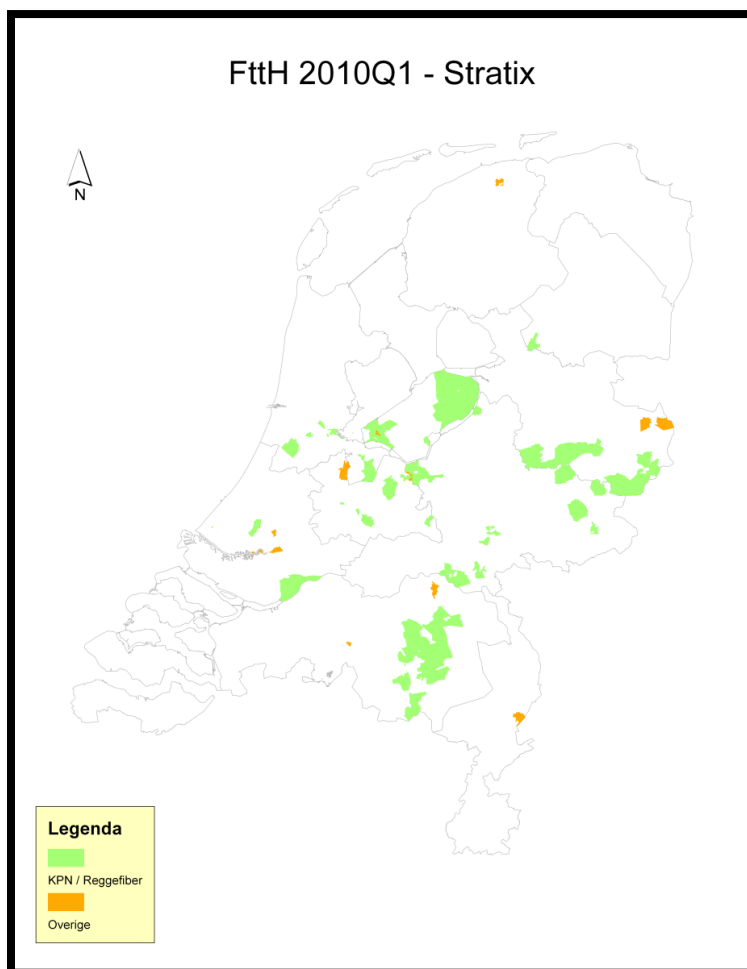 FttH 2010Q1 - Stratix
N
Legenda
KPN / Reggefiber
Overige